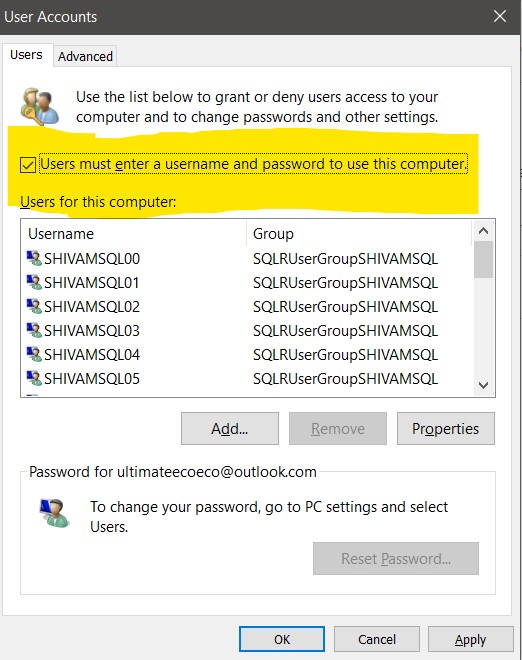 User Accounts
Users
Advanced
Use the list below to grant or deny users access to your
computer and to change passwords and other settings.
Users must enter a username and password to use this computer.
Users for this computer:
Username Group
SHIVAMSQL00 SQLRUserGroupSHIVAMSQL
SHIVAMSQL01 SQLRUserGroupSHIVAMSQL
SHIVAMSQL02 SQLRUserGroupSHIVAMSQL
SHIVAMSQL03 SQLRUserGroupSHIVAMSQL
SHIVAMSQL04 SQLRUserGroupSHIVAMSQL
SHIVAMSQL05 SQLRUserGroupSHIVAMSQL
Add... Remove Properties
Password for ultimateecoeco@outlook.com
To change your password, go to PC settings and select
Users.
Reset Password...
OK Cancel Apply